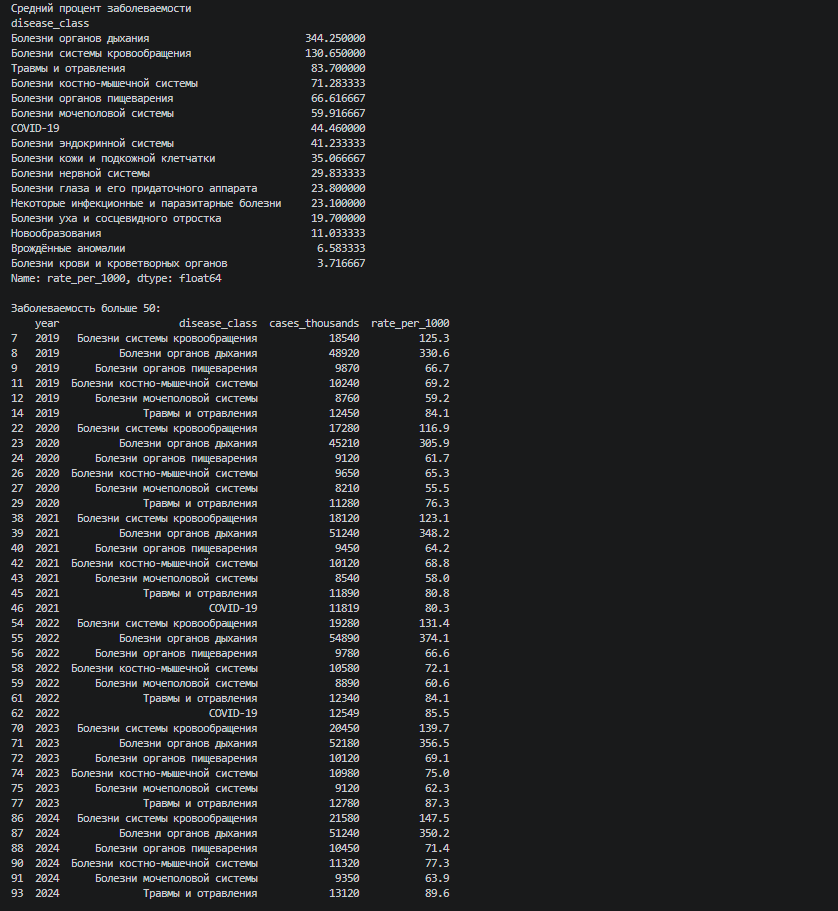 Средний процент заболеваемости
disease_class
Болезни органов дыхания 344.250000
Болезни системы кровообращения 130.650000
Травмы и отравления 83.700000
Болезни костно-мышечной системы 71.283333
Болезни органов пищеварения 66.616667
Болезни мочеполовой системы 59.916667
COVID-19 44.460000
Болезни эндокринной системы 41.233333
Болезни кожи и подкожной клетчатки 35.066667
Болезни нервной системы 29.833333
Болезни глаза и его придаточного аппарата 23.800000
Некоторые инфекционные и паразитарные болезни 23.100000
Болезни уха и сосцевидного отростка 19.700000
Новообразования 11.033333
Врождённые аномалии 6.583333
Болезни крови и кроветворных органов 3.716667
Name: rate_per_1000, dtype: float64
Заболеваемость больше 50:
year disease_class cases_thousands rate_per_1000
7 2019 Болезни системы кровообращения 18540 125.3
8 2019 Болезни органов дыхания 48920 330.6
9 2019 Болезни органов пищеварения 9870 66.7
11 2019 Болезни костно-мышечной системы 10240 69.2
12 2019 Болезни мочеполовой системы 8760 59.2
14 2019 Травмы и отравления 12450 84.1
22 2020 Болезни системы кровообращения 17280 116.9
23 2020 Болезни органов дыхания 45210 305.9
24 2020 Болезни органов пищеварения 9120 61.7
26 2020 Болезни костно-мышечной системы 9650 65.3
27 2020 Болезни мочеполовой системы 8210 55.5
29 2020 Травмы и отравления 11280 76.3
38 2021 Болезни системы кровообращения 18120 123.1
39 2021 Болезни органов дыхания 51240 348.2
40 2021 Болезни органов пищеварения 9450 64.2
42 2021 Болезни костно-мышечной системы 10120 68.8
43 2021 Болезни мочеполовой системы 8540 58.0
45 2021 Травмы и отравления 11890 80.8
46 2021 COVID-19 11819 80.3
54 2022 Болезни системы кровообращения 19280 131.4
55 2022 Болезни органов дыхания 54890 374.1
56 2022 Болезни органов пищеварения 9780 66.6
58 2022 Болезни костно-мышечной системы 10580 72.1
59 2022 Болезни мочеполовой системы 8890 60.6
61 2022 Травмы и отравления 12340 84.1
62 2022 COVID-19 12549 85.5
70 2023 Болезни системы кровообращения 20450 139.7
71 2023 Болезни органов дыхания 52180 356.5
72 2023 Болезни органов пищеварения 10120 69.1
74 2023 Болезни костно-мышечной системы 10980 75.0
75 2023 Болезни мочеполовой системы 9120 62.3
77 2023 Травмы и отравления 12780 87.3
86 2024 Болезни системы кровообращения 21580 147.5
87 2024 Болезни органов дыхания 51240 350.2
88 2024 Болезни органов пищеварения 10450 71.4
90 2024 Болезни костно-мышечной системы 11320 77.3
91 2024 Болезни мочеполовой системы 9350 63.9
93 2024 Травмы и отравления 13120 89.6